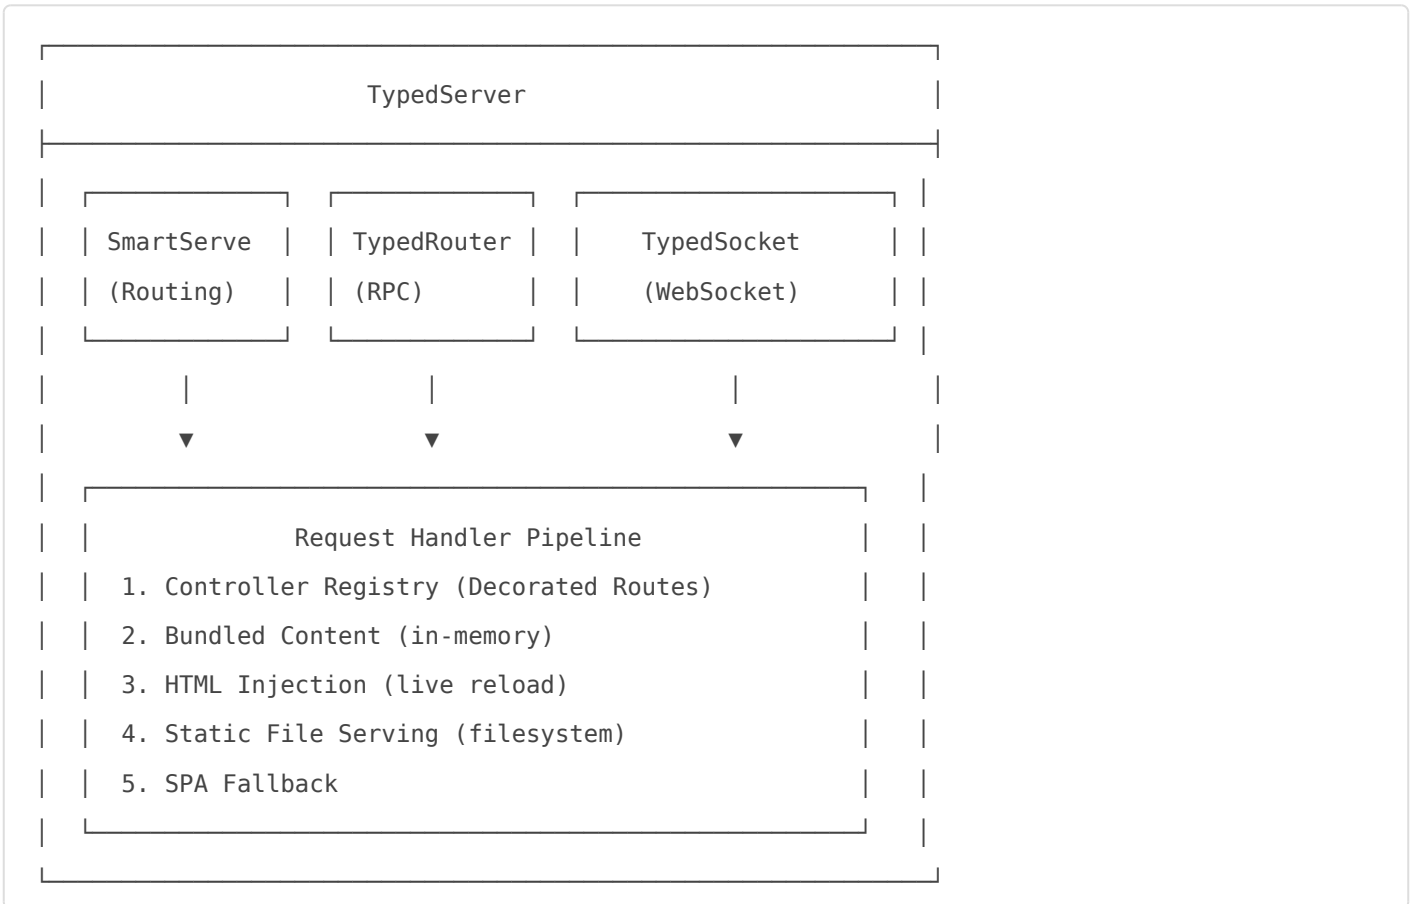 TypedServer
SmartServe TypedRouter TypedSocket
(Routing) (RPC) (WebSocket)
Request Handler Pipeline
1. Controller Registry (Decorated Routes)
2. Bundled Content (in-memory)
3. HTML Injection (live reload)
4. Static File Serving (filesystem)
5. SPA Fallback